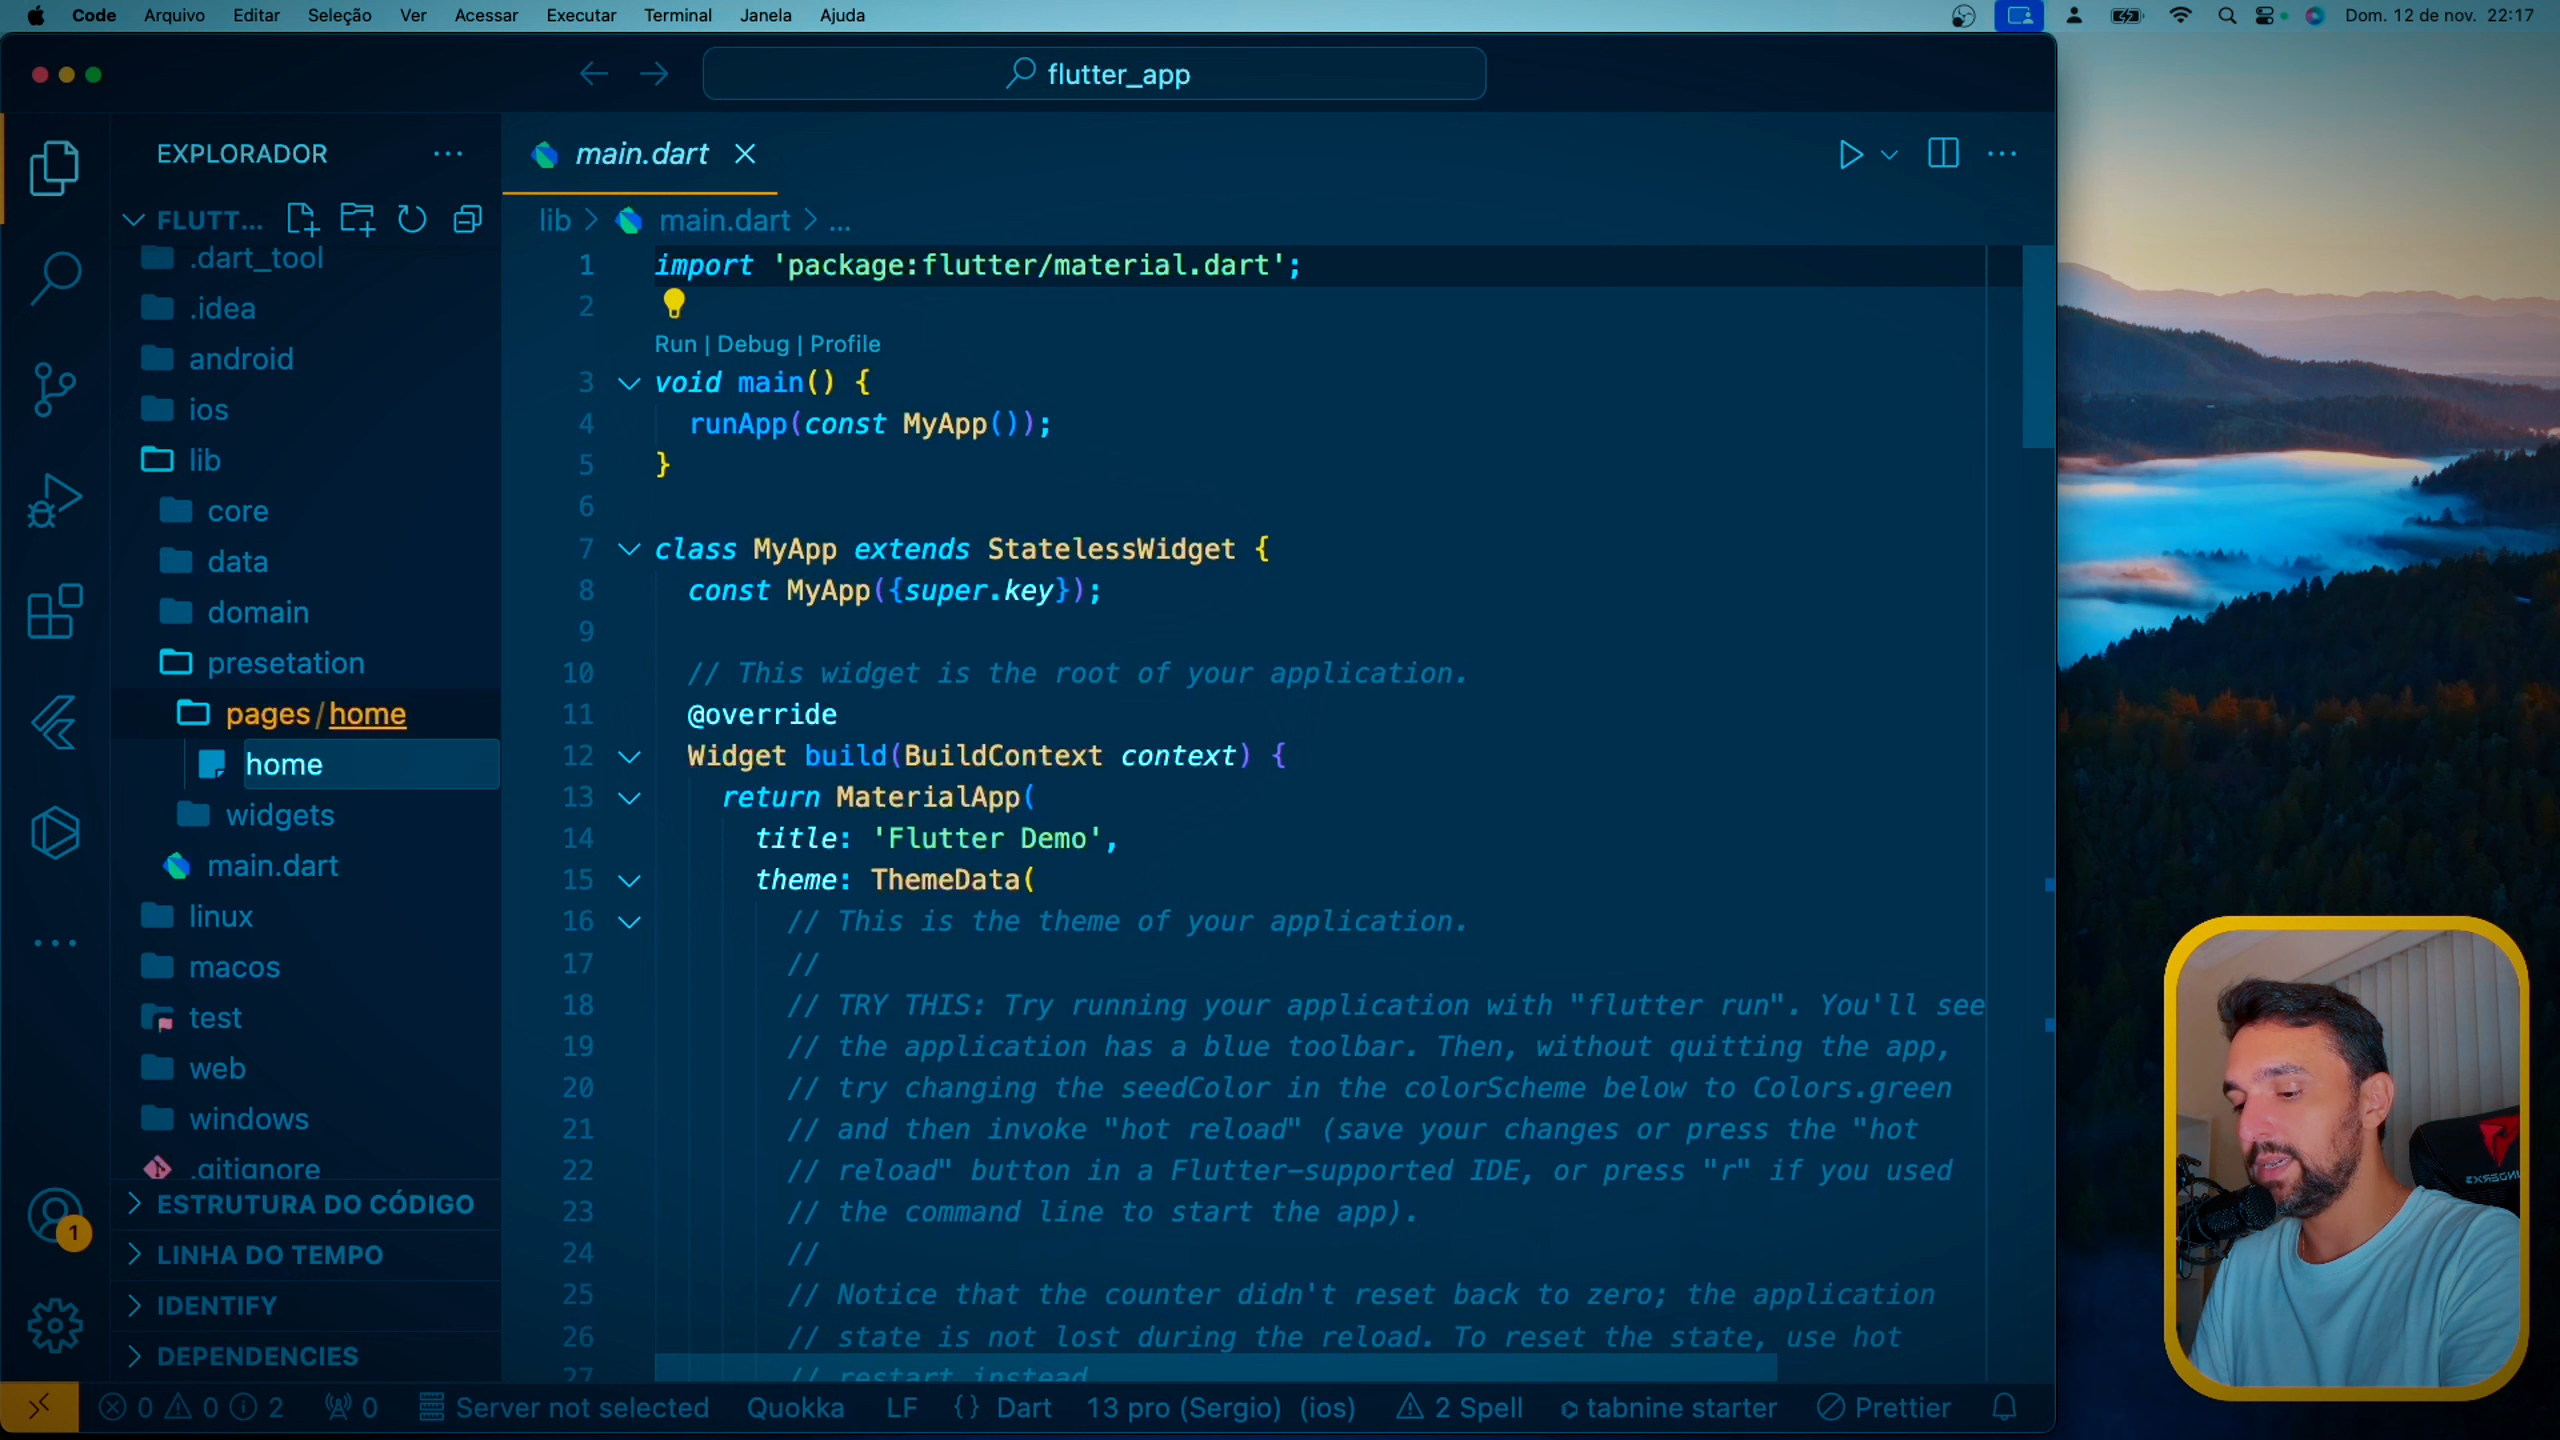 Code Arquivo Editar Seleção Ver Acessar Executar Terminal Janela Ajuda
Dom. 12 de nov. 22:17
flutter_app
EXPLORADOR
FLUTT...
.dart_tool
.idea
android
ios
lib
core
data
domain
presetation
pages/home
home
widgets
main.dart
linux
macos
test
web
windows
.gitignore
ESTRUTURA DO CÓDIGO
LINHA DO TEMPO
IDENTIFY
DEPENDENCIES
1
main.dart
lib > main.dart > ...
1 import 'package:flutter/material.dart';
2
Run | Debug | Profile
3 void main() {
4 runApp(const MyApp());
5 }
6
7 class MyApp extends StatelessWidget {
8 const MyApp({super.key});
9
10 // This widget is the root of your application.
11 @override
12 Widget build(BuildContext context) {
13 return MaterialApp(
14 title: 'Flutter Demo',
15 theme: ThemeData(
16 // This is the theme of your application.
17 //
18 // TRY THIS: Try running your application with "flutter run". You'll see
19 // the application has a blue toolbar. Then, without quitting the app,
20 // try changing the seedColor in the colorScheme below to Colors.green
21 // and then invoke "hot reload" (save your changes or press the "hot
22 // reload" button in a Flutter-supported IDE, or press "r" if you used
23 // the command line to start the app).
24 //
25 // Notice that the counter didn't reset back to zero; the application
26 // state is not lost during the reload. To reset the state, use hot
27 // restart instead
0 0 2 0 Server not selected Quokka LF {} Dart 13 pro (Sergio) (ios) 2 Spell tabnine starter Prettier